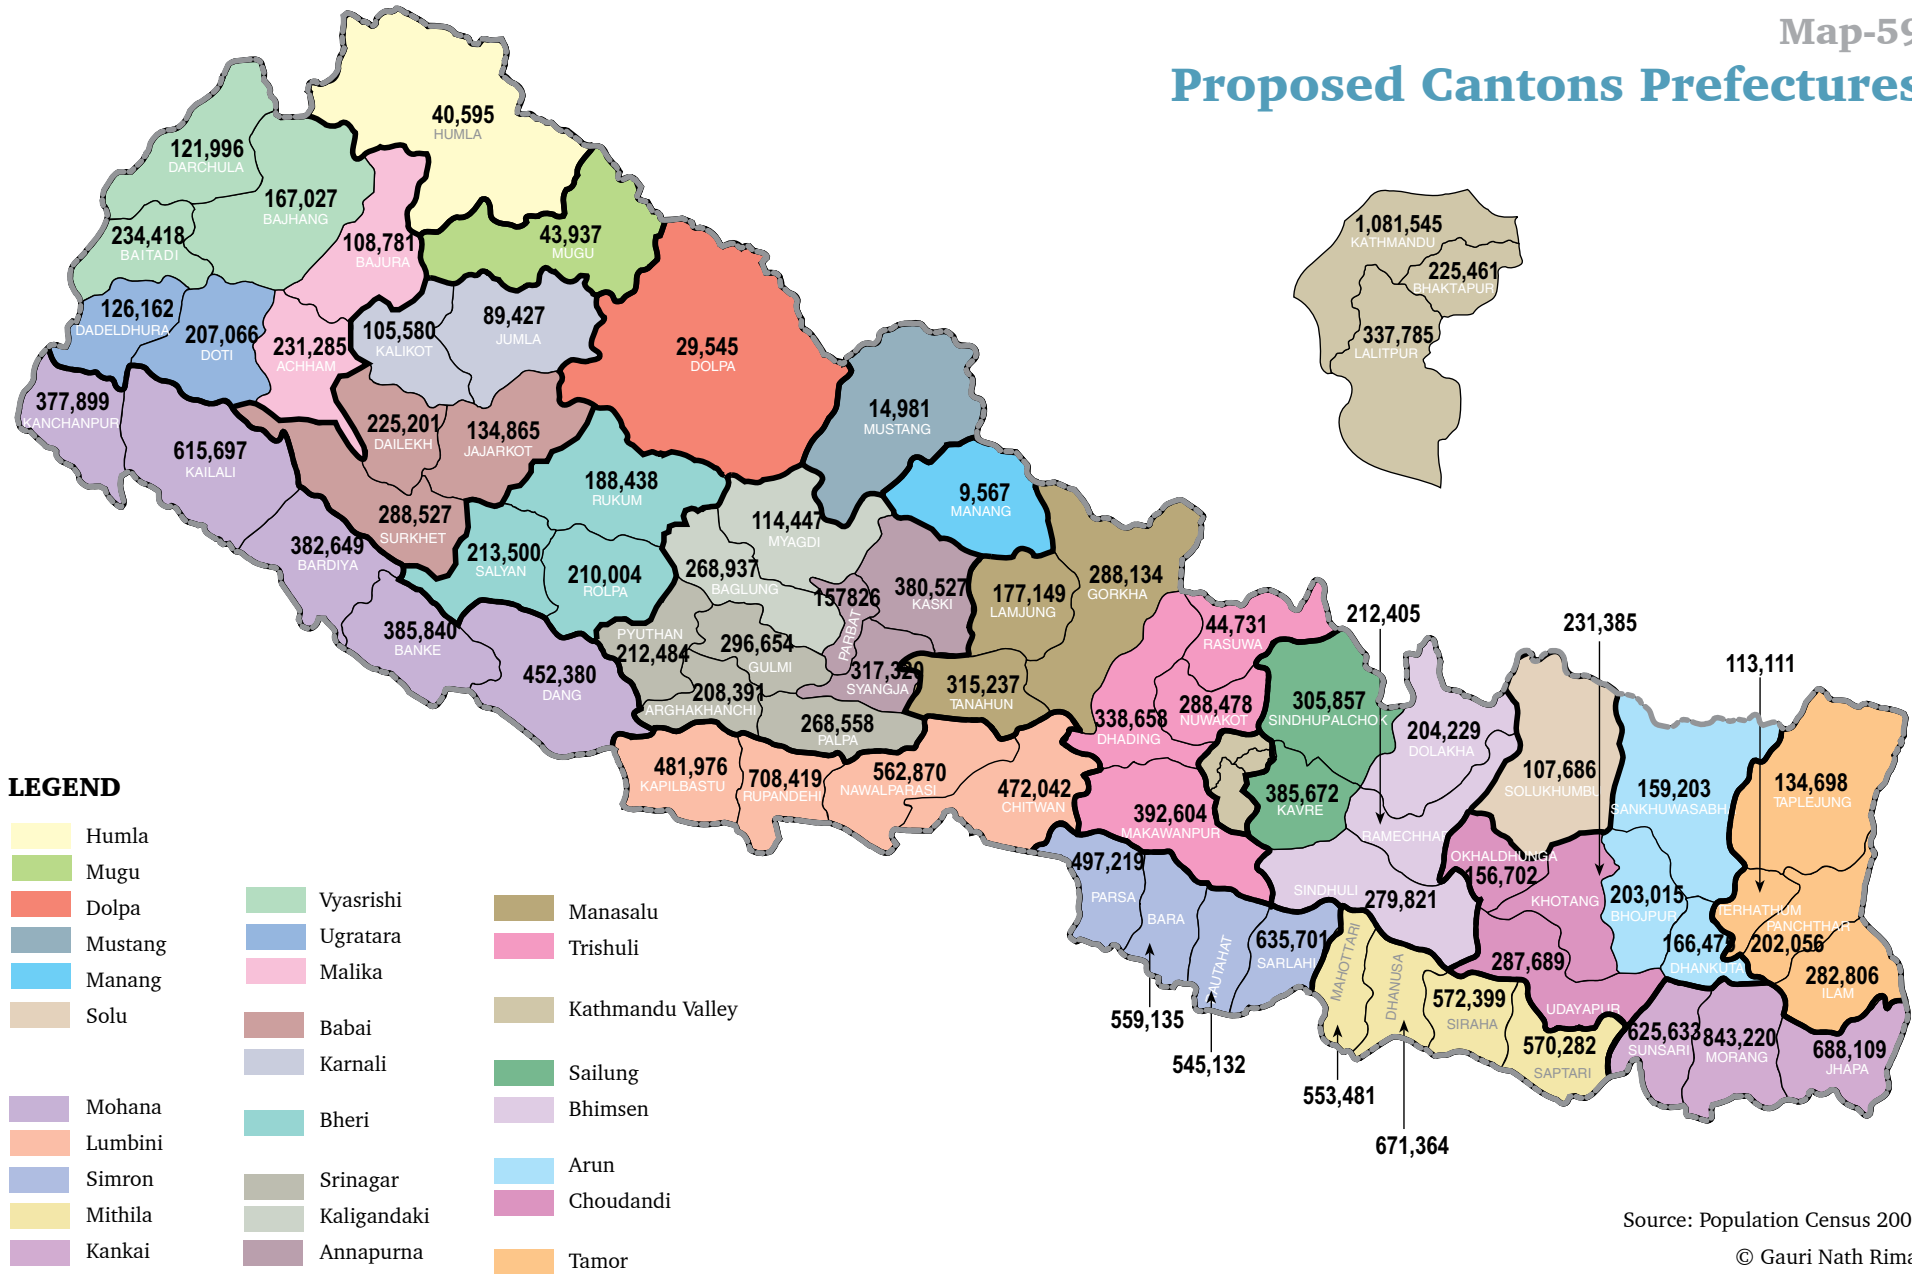 Map-59
Proposed Cantons Prefectures
40,595
HUMLA
121,996
DARCHULA
167,027
BAJHANG
234,418
BAITADI
108,781
BAJURA
43,937
MUGU
126,162
DADELDHURA
207,066
DOTI
231,285
ACHHAM
105,580
KALIKOT
89,427
JUMLA
29,545
DOLPA
377,899
KANCHANPUR
615,697
KAILALI
225,201
DAILEKH
134,865
JAJARKOT
14,981
MUSTANG
188,438
RUKUM
9,567
MANANG
288,527
SURKHET
114,447
MYAGDI
382,649
BARDIYA
213,500
SALYAN
210,004
ROLPA
268,937
BAGLUNG
157826
PARBAT
380,527
KASKI
177,149
LAMJUNG
288,134
GORKHA
385,840
BANKE
PYUTHAN
212,484
296,654
GULMI
452,380
DANG
208,391
ARGHAKHANCHI
317,320
SYANGJA
315,237
TANAHUN
268,558
PALPA
44,731
RASUWA
338,658
DHADING
288,478
NUWAKOT
305,857
SINDHUPALCHOK
212,405
231,385
113,111
204,229
DOLAKHA
481,976
KAPILBASTU
708,419
RUPANDEHI
562,870
NAWALPARASI
472,042
CHITWAN
392,604
MAKAWANPUR
385,672
KAVRE
RAMECHHAP
107,686
SOLUKHUMBU
159,203
SANKHUWASABH
134,698
TAPLEJUNG
497,219
PARSA
BARA
AUTAHAT
635,701
SARLAHI
SINDHULI
279,821
OKHALDHUNGA
156,702
KHOTANG
203,015
BHOJPUR
TERHATHUM
PANCHTHAR
202,056
166,479
DHANKUTA
282,806
ILAM
287,689
UDAYAPUR
MAHOTTARI
DHANUSA
572,399
SIRAHA
570,282
SAPTARI
625,633
SUNSARI
843,220
MORANG
688,109
JHAPA
559,135
545,132
553,481
671,364
1,081,545
KATHMANDU
225,461
BHAKTAPUR
337,785
LALITPUR
LEGEND
Humla
Mugu
Dolpa
Mustang
Manang
Solu
Mohana
Lumbini
Simron
Mithila
Kankai
Vyasrishi
Ugratara
Malika
Babai
Karnali
Bheri
Srinagar
Kaligandaki
Annapurna
Manasalu
Trishuli
Kathmandu Valley
Sailung
Bhimsen
Arun
Choudandi
Tamor
Source: Population Census 200
© Gauri Nath Rima